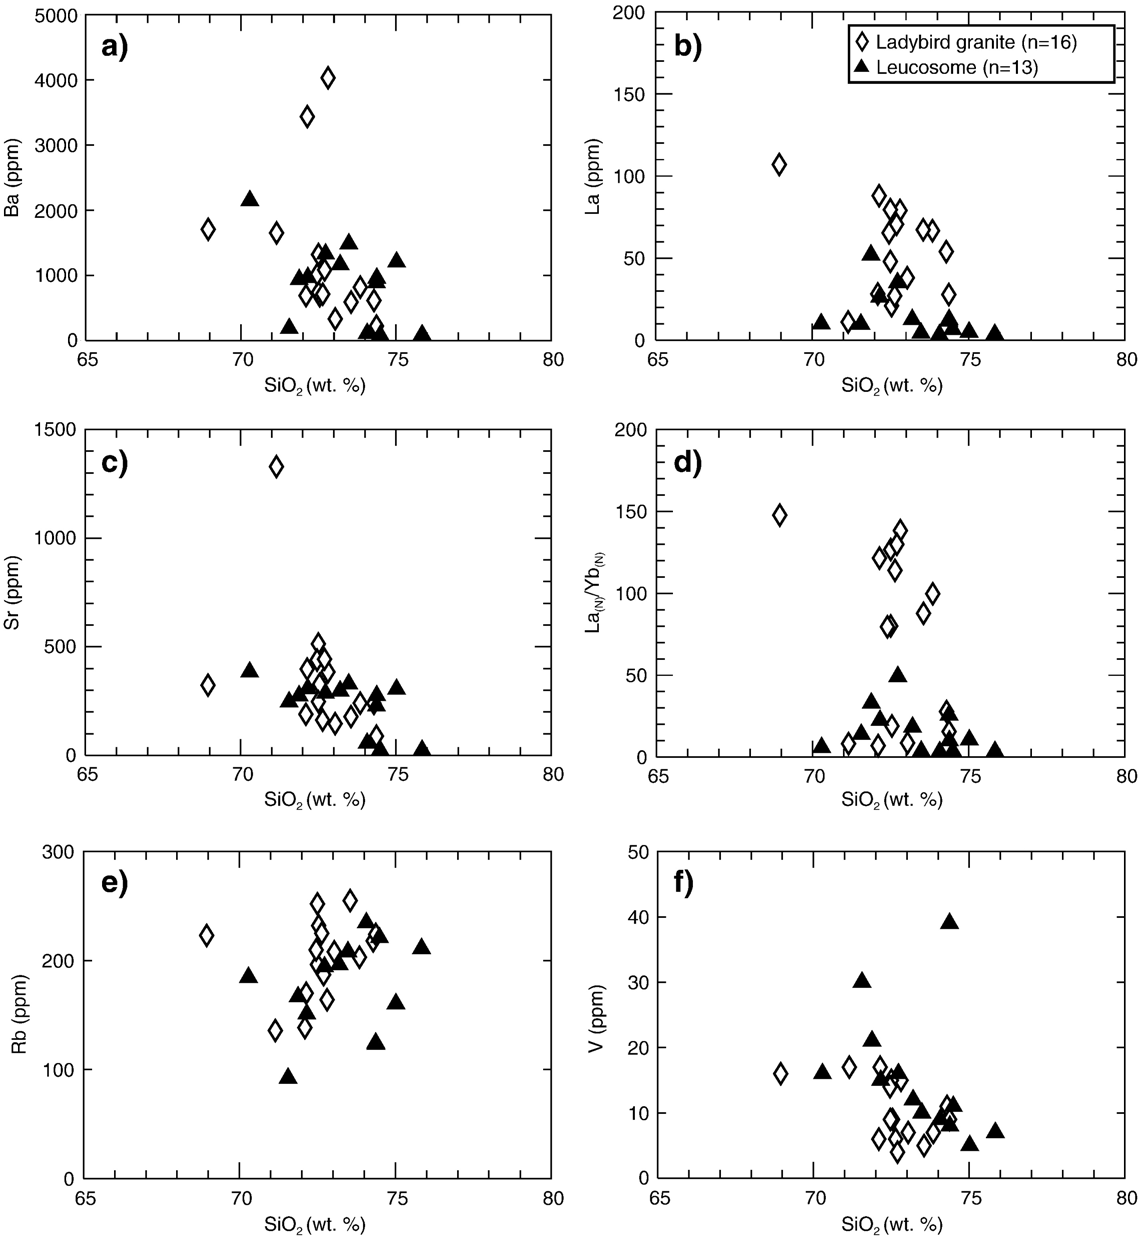 a)
5000
4000
3000
2000
1000
0
Ba (ppm)
65
70
75
80
SiO2 (wt. %)
b)
Ladybird granite (n=16)
Leucosome (n=13)
200
150
100
50
0
La (ppm)
65
70
75
80
SiO2 (wt. %)
c)
1500
1000
500
0
Sr (ppm)
65
70
75
80
SiO2 (wt. %)
d)
200
150
100
50
0
La(N)/Yb(N)
65
70
75
80
SiO2 (wt. %)
e)
300
200
100
0
Rb (ppm)
65
70
75
80
SiO2 (wt. %)
f)
50
40
30
20
10
0
V (ppm)
65
70
75
80
SiO2 (wt. %)